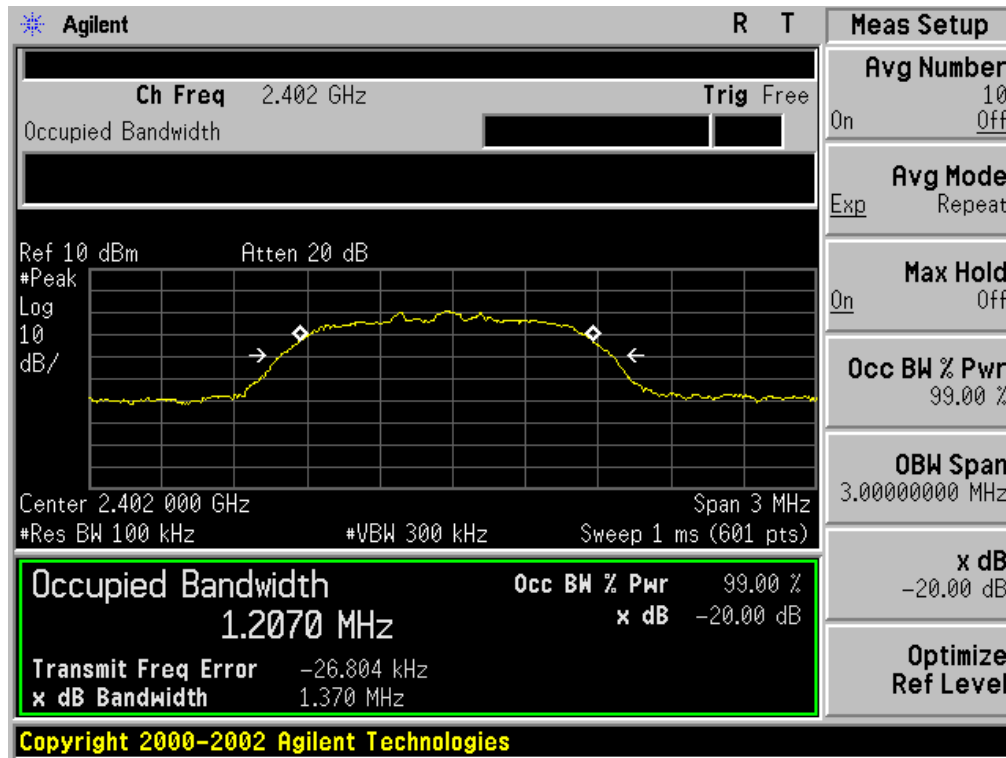 Agilent R T
Ch Freq 2.402 GHz Trig Free
Occupied Bandwidth
Ref 10 dBm Atten 20 dB
#Peak
Log
10
dB/
Center 2.402 000 GHz Span 3 MHz
#Res BW 100 kHz #VBW 300 kHz Sweep 1 ms (601 pts)
Occupied Bandwidth
1.2070 MHz
Occ BW % Pwr 99.00 %
x dB -20.00 dB
Transmit Freq Error -26.804 kHz
x dB Bandwidth 1.370 MHz
Copyright 2000-2002 Agilent Technologies
Meas Setup
Avg Number
10
On Off
Avg Mode
Exp Repeat
Max Hold
On Off
Occ BW % Pwr
99.00 %
OBW Span
3.00000000 MHz
x dB
-20.00 dB
Optimize
Ref Level